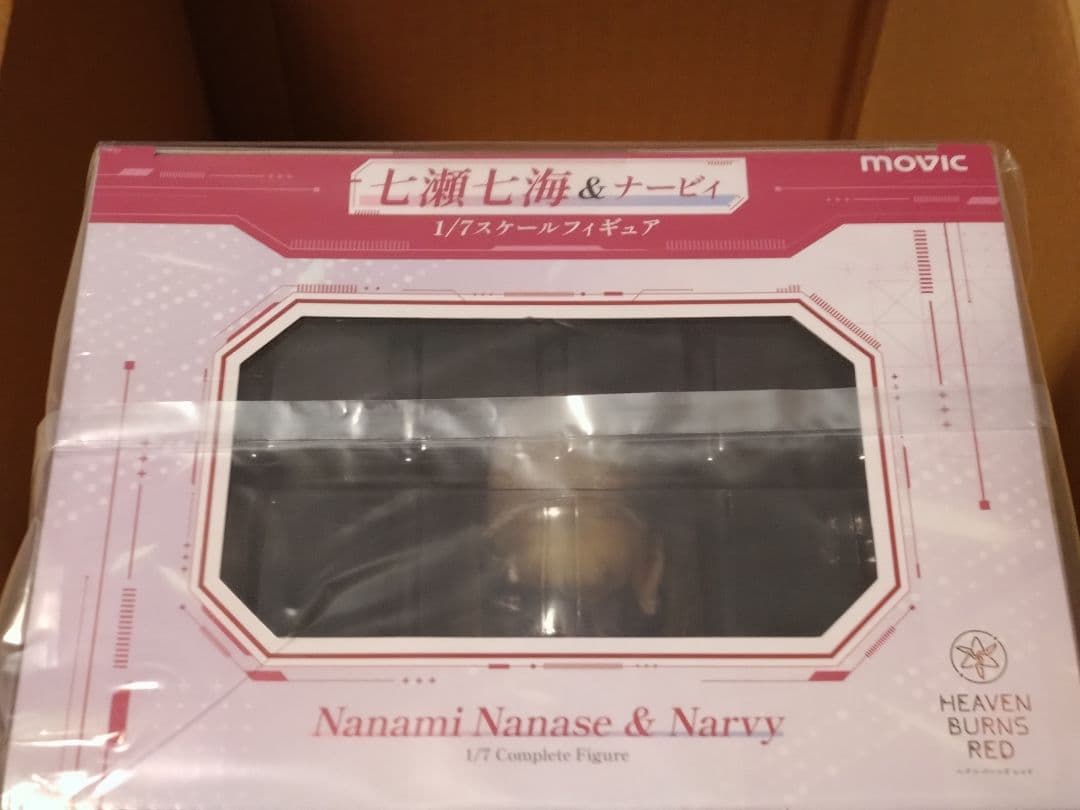 movic
七瀬七海 & ナービィ
1/7スケールフィギュア
Nanami Nanase & Narvy
1/7 Complete Figure
HEAVEN
BURNS
RED